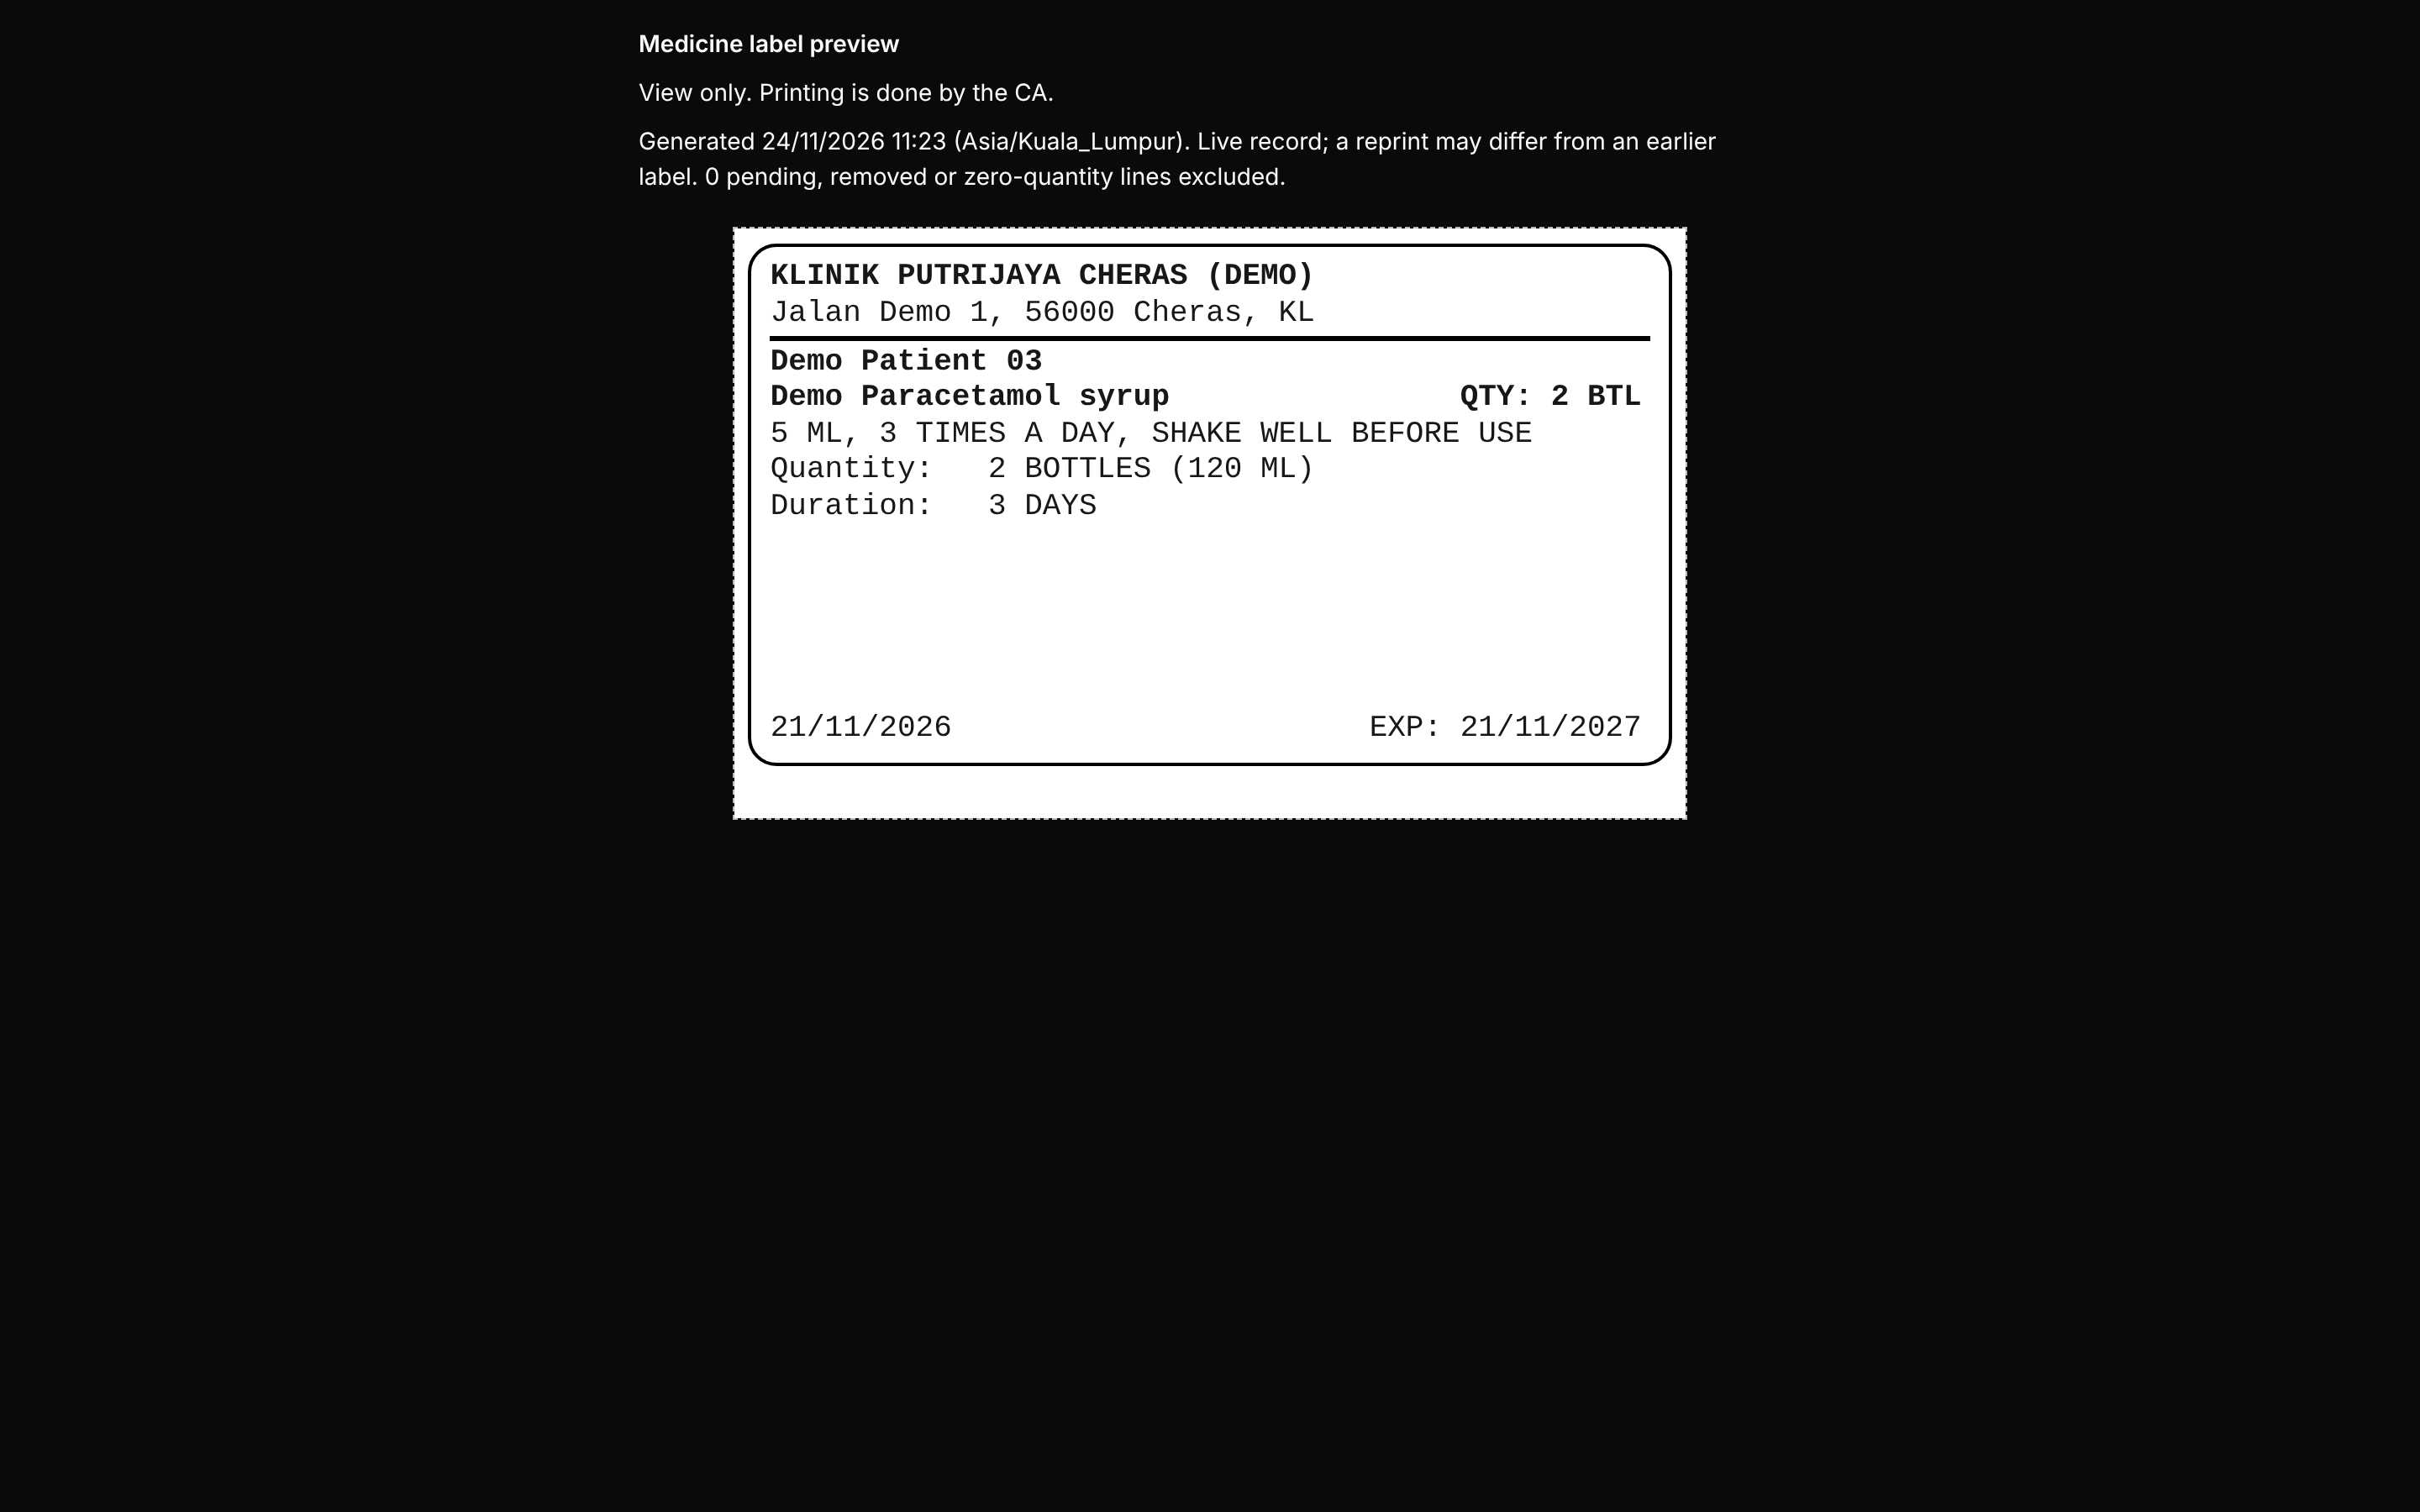 Medicine label preview
View only. Printing is done by the CA.
Generated 24/11/2026 11:23 (Asia/Kuala_Lumpur). Live record; a reprint may differ from an earlier
label. 0 pending, removed or zero-quantity lines excluded.
KLINIK PUTRIJAYA CHERAS (DEMO)
Jalan Demo 1, 56000 Cheras, KL
Demo Patient 03
Demo Paracetamol syrup QTY: 2 BTL
5 ML, 3 TIMES A DAY, SHAKE WELL BEFORE USE
Quantity: 2 BOTTLES (120 ML)
Duration: 3 DAYS
21/11/2026 EXP: 21/11/2027